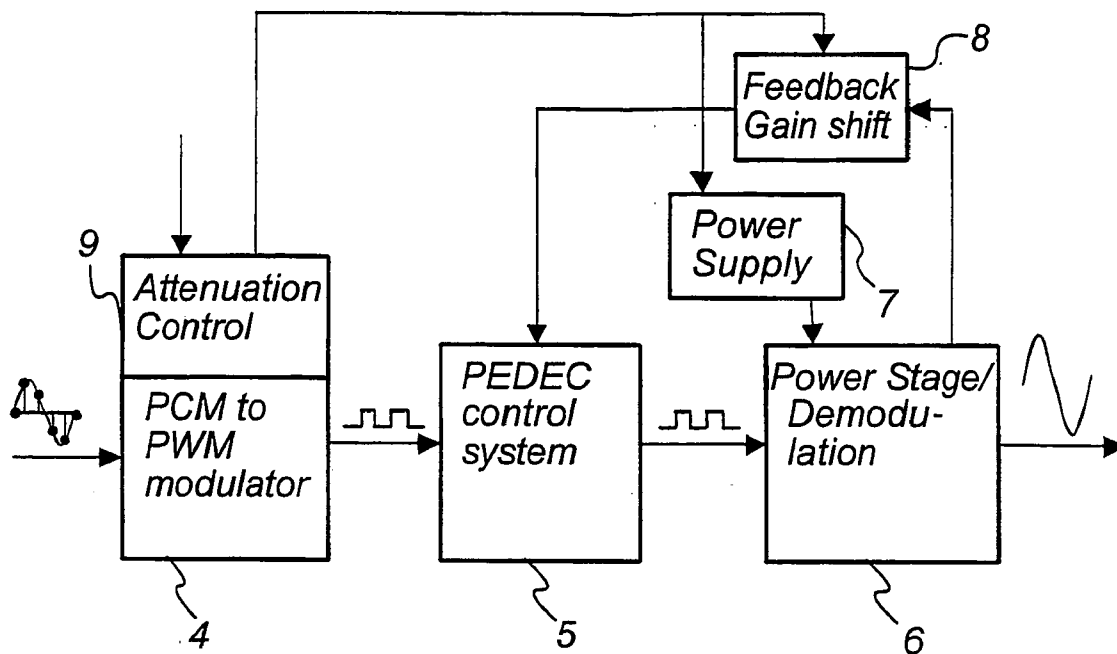 8
Feedback
Gain shift
9
Power
Supply
7
Attenuation
Control
PCM to
PWM
modulator
PEDEC
control
system
Power Stage/
Demodu-
lation
4
5
6